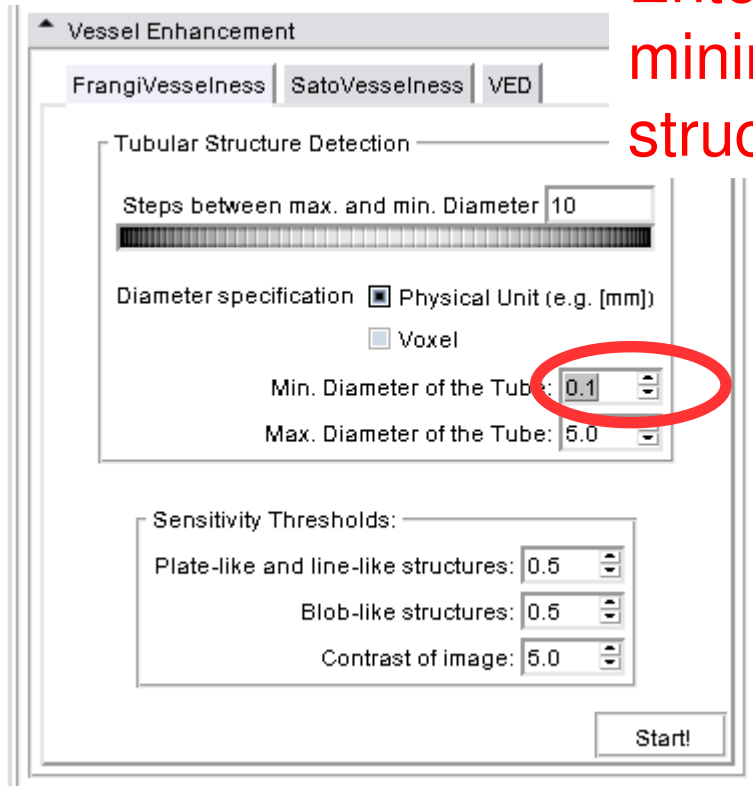 Vessel Enhancement
FrangiVesselness SatoVesselness VED
Tubular Structure Detection
Steps between max. and min. Diameter 10
Diameter specification Physical Unit (e.g. [mm])
Voxel
Min. Diameter of the Tube: 0.1
Max. Diameter of the Tube: 5.0
Sensitivity Thresholds:
Plate-like and line-like structures: 0.5
Blob-like structures: 0.5
Contrast of image: 5.0
Start!